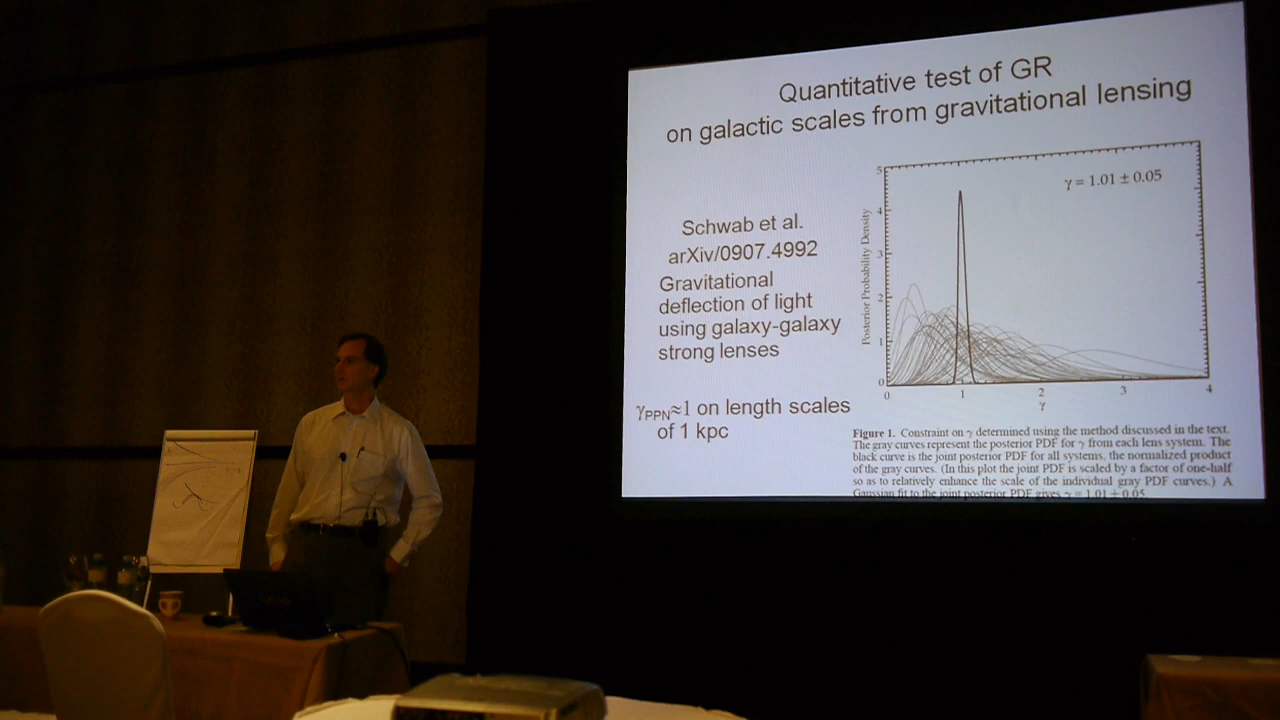 Quantitative test of GR
on galactic scales from gravitational lensing
Schwab et al.
arXiv/0907.4992
Gravitational
deflection of light
using galaxy-galaxy
strong lenses
γPPN≈1 on length scales
of 1 kpc
γ = 1.01 ± 0.05
Posterior Probability Density
5
4
3
2
1
0
0 1 2 3 4
γ
Figure 1. Constraint on γ determined using the method discussed in the text.
The gray curves represent the posterior PDF for γ from each lens system. The
black curve is the joint posterior PDF for all systems, the normalized product
of the gray curves. (In this plot the joint PDF is scaled by a factor of one-half
so as to relatively enhance the scale of the individual gray PDF curves.) A
Gaussian fit to the joint posterior PDF gives γ = 1.01 ± 0.05.